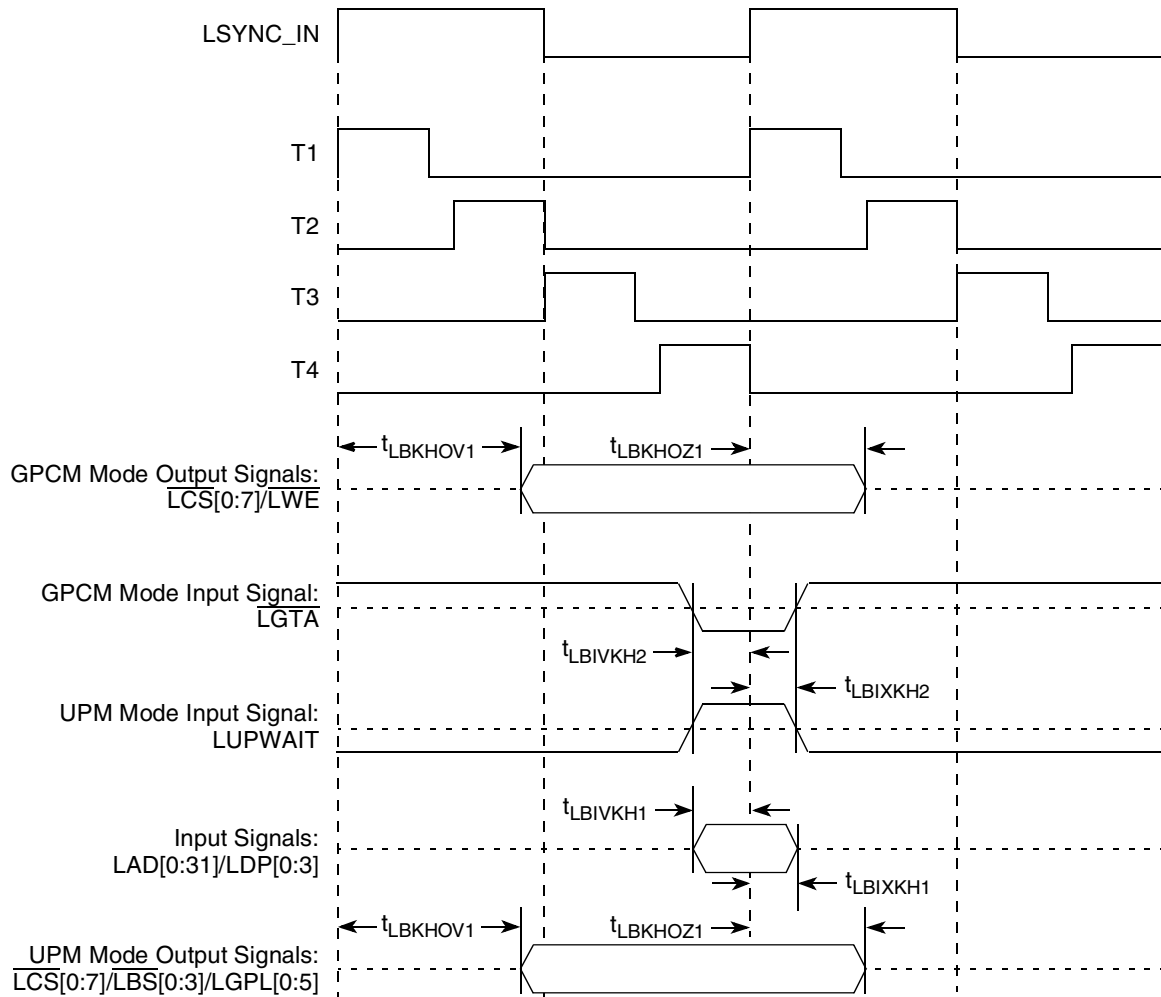 LSYNC_IN
T1
T2
T3
T4
tLBKHOV1
tLBKHOZ1
GPCM Mode Output Signals:
LCS[0:7]/LWE
GPCM Mode Input Signal:
LGTA
tLBIVKH2
tLBIXKH2
UPM Mode Input Signal:
LUPWAIT
tLBIVKH1
Input Signals:
LAD[0:31]/LDP[0:3]
tLBIXKH1
tLBKHOV1
tLBKHOZ1
UPM Mode Output Signals:
LCS[0:7]/LBS[0:3]/LGPL[0:5]